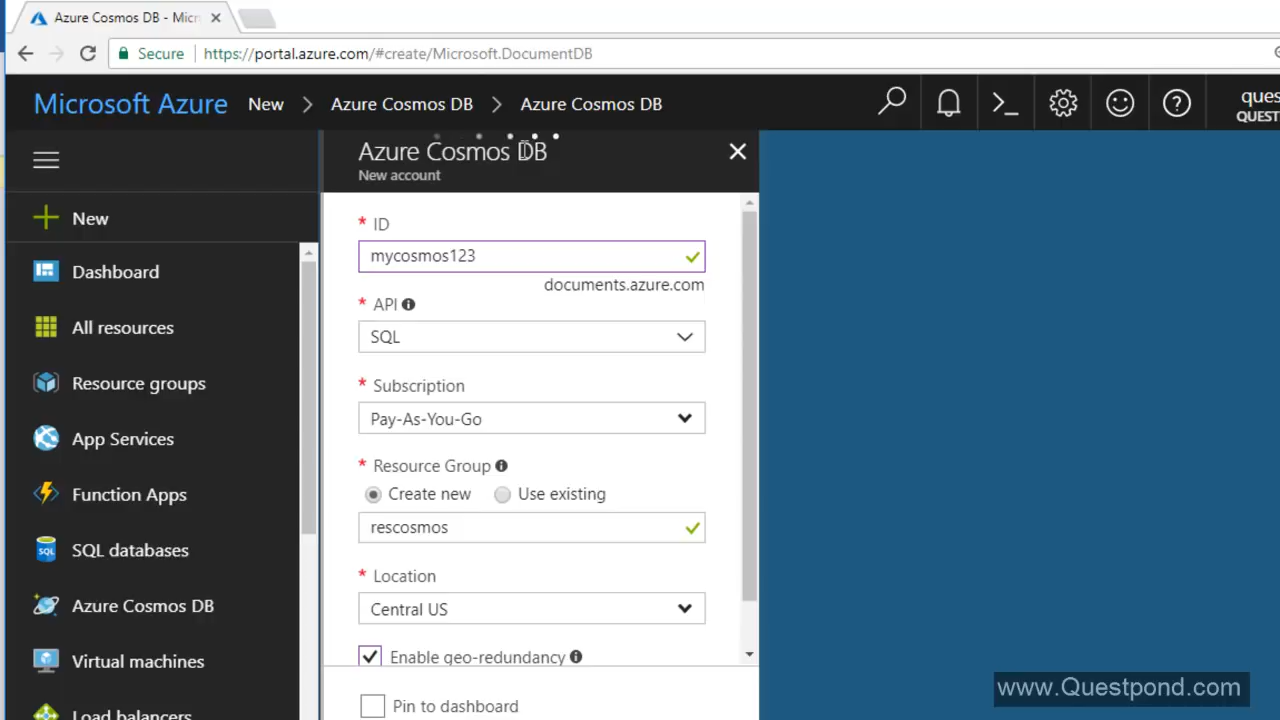 Azure Cosmos DB - Micr
Secure https://portal.azure.com/#create/Microsoft.DocumentDB
Microsoft Azure New Azure Cosmos DB Azure Cosmos DB
ques
QUEST
Azure Cosmos DB
New account
New
Dashboard
All resources
Resource groups
App Services
Function Apps
SQL
SQL databases
Azure Cosmos DB
Virtual machines
Load balancers
* ID
mycosmos123
documents.azure.com
* API
SQL
* Subscription
Pay-As-You-Go
* Resource Group
Create new Use existing
rescosmos
* Location
Central US
Enable geo-redundancy
Pin to dashboard
www.Questpond.com